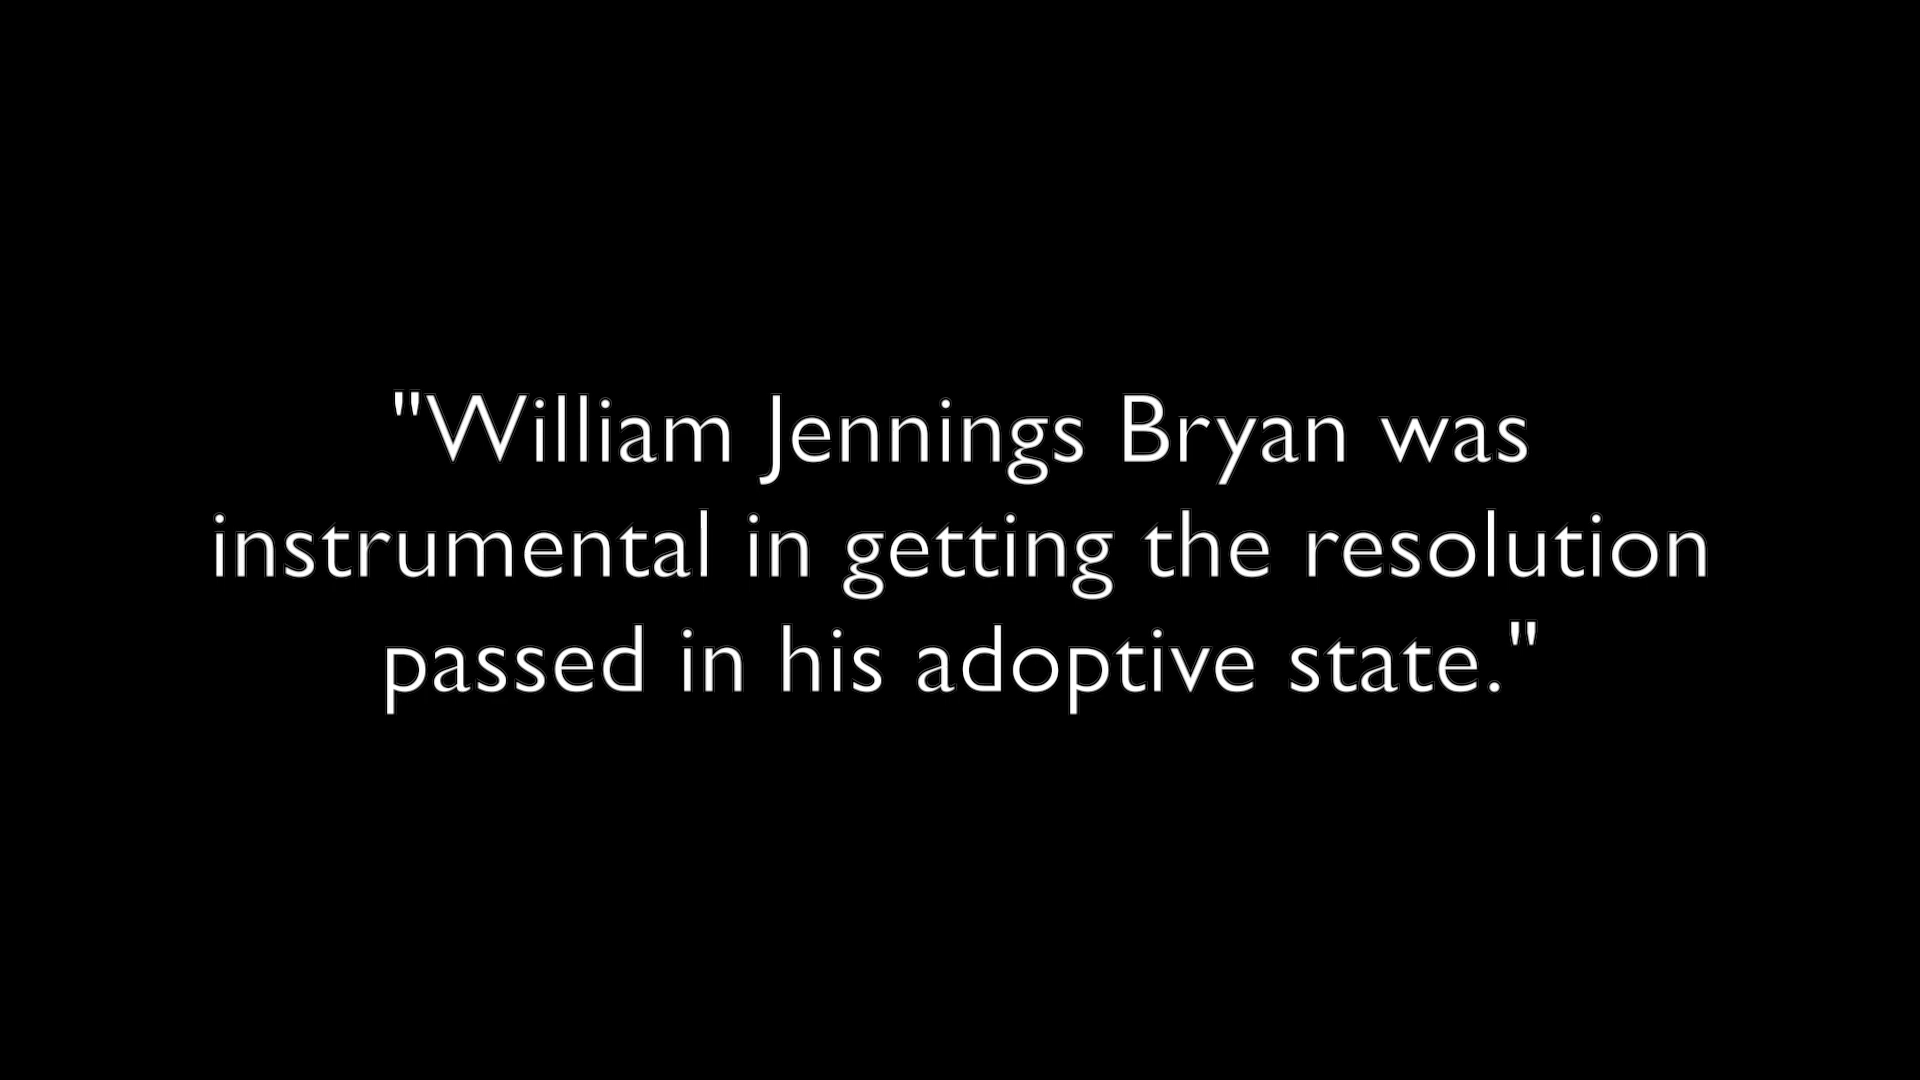 "William Jennings Bryan was
instrumental in getting the resolution
passed in his adoptive state."